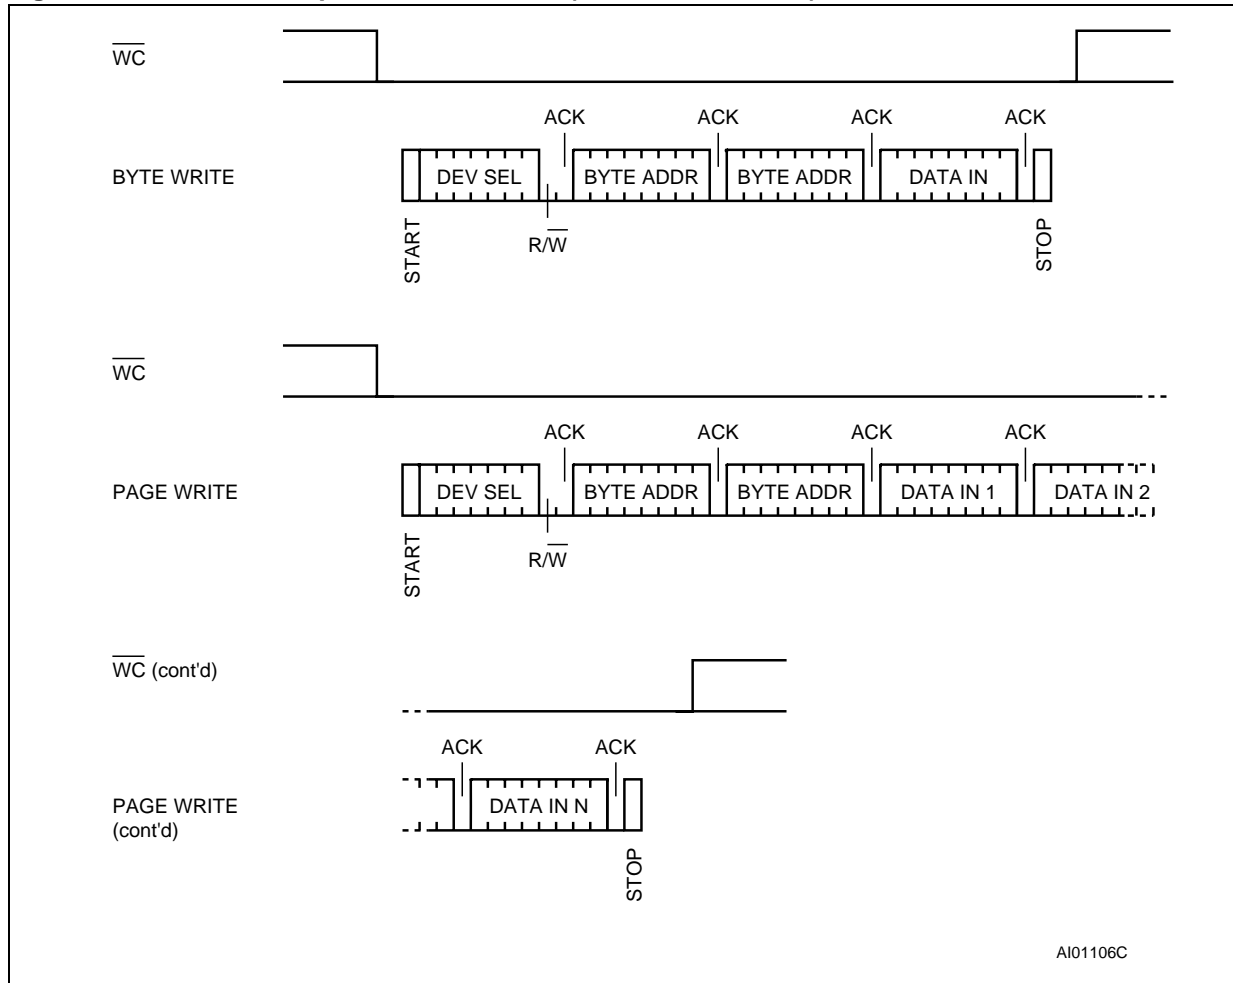 WC
ACK ACK ACK ACK
BYTE WRITE
DEV SEL BYTE ADDR BYTE ADDR DATA IN
START
R/W
STOP
WC
ACK ACK ACK ACK
PAGE WRITE
DEV SEL BYTE ADDR BYTE ADDR DATA IN 1 DATA IN 2
START
R/W
WC (cont'd)
ACK ACK
PAGE WRITE
(cont'd)
DATA IN N
STOP
AI01106C